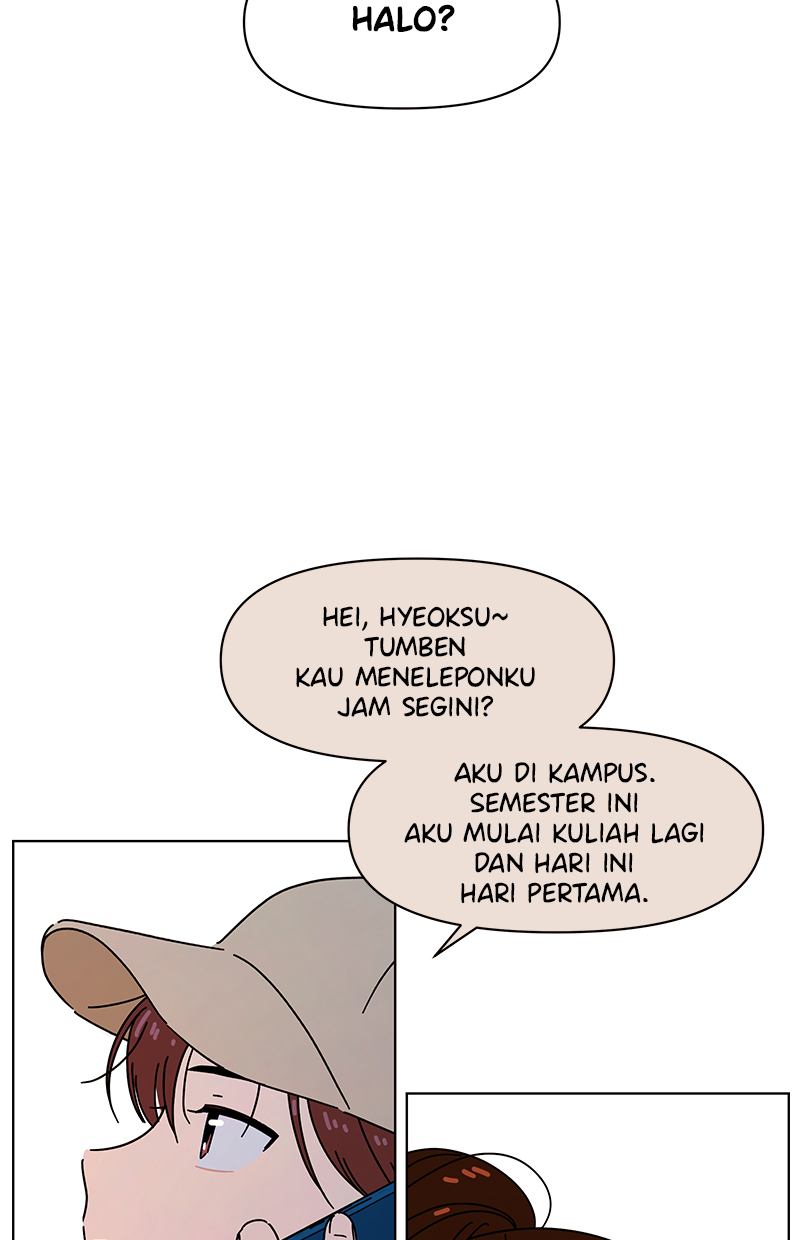 HALO?
HEI, HYEOKSU~
TUMBEN
KAU MENELEPONKU
JAM SEGINI?
AKU DI KAMPUS.
SEMESTER INI
AKU MULAI KULIAH LAGI
DAN HARI INI
HARI PERTAMA.